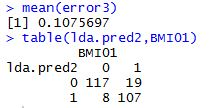 > mean(error3)
[1] 0.1075697
> table(lda.pred2,BMI01)
         BMI01
lda.pred2   0   1
        0 117  19
        1   8 107